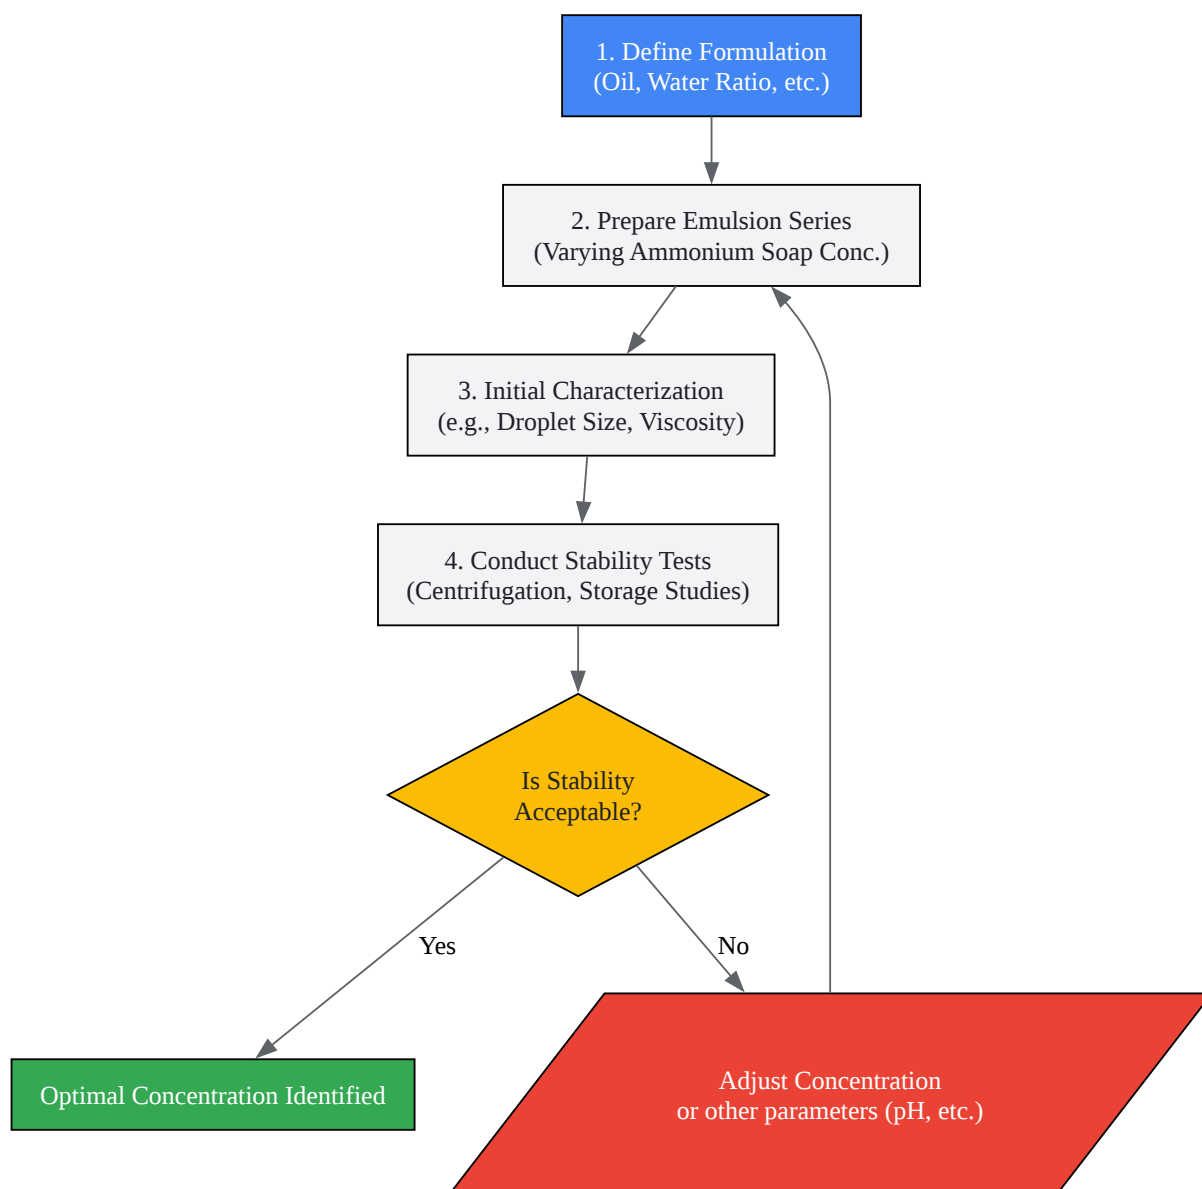 1. Define Formulation
(Oil, Water Ratio, etc.)
2. Prepare Emulsion Series
(Varying Ammonium Soap Conc.)
3. Initial Characterization
(e.g., Droplet Size, Viscosity)
4. Conduct Stability Tests
(Centrifugation, Storage Studies)
Is Stability
Acceptable?
Yes
No
Optimal Concentration Identified
Adjust Concentration
or other parameters (pH, etc.)